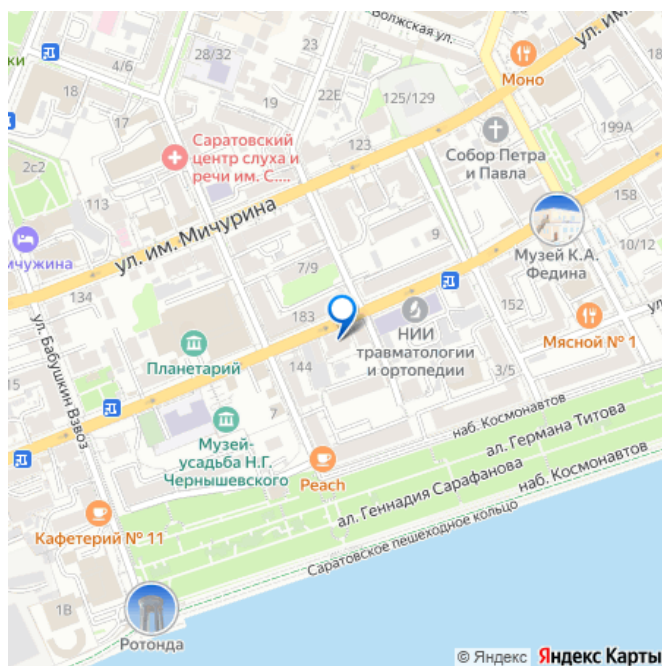 Волжская ул.
ул. им.
ки
4/6
28/32
23
Моно
18
17
19
22Е
125/129
123
199А
Саратовский
центр слуха и
речи им. С....
Собор Петра
и Павла
2с2
158
ул. им. Мичурина
9
мчужина
7/9
Музей К.А.
Федина
10/12
134
183
152
НИИ
травматологии
и ортопедии
Мясной № 1
ул. Бабушкин Взвоз
Планетарий
144
3/5
15
7
Музей-
усадьба Н.Г.
Чернышевского
наб. Космонавтов
ал. Германа Титова
Peach
ал. Геннадия Сарафанова
наб. Космонавтов
Кафетерий № 11
Саратовское пешеходное кольцо
1В
Ротонда
© Яндекс Яндекс Карты